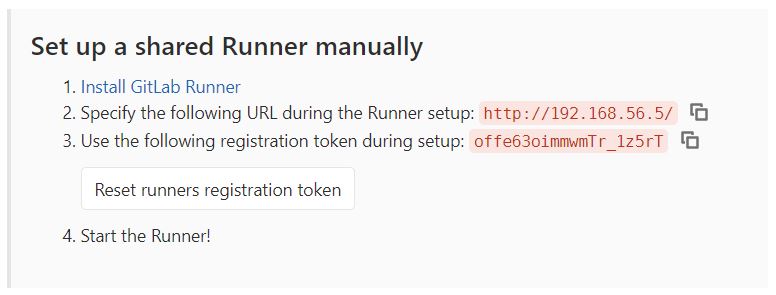 Set up a shared Runner manually
1. Install GitLab Runner
2. Specify the following URL during the Runner setup: http://192.168.56.5/
3. Use the following registration token during setup: offe63oimmwmTr_1z5rT
Reset runners registration token
4. Start the Runner!